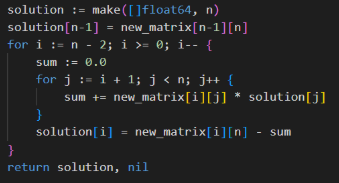 solution := make([]float64, n)
solution[n-1] = new_matrix[n-1][n]
for i := n - 2; i >= 0; i-- {
    sum := 0.0
    for j := i + 1; j < n; j++ {
        sum += new_matrix[i][j] * solution[j]
    }
    solution[i] = new_matrix[i][n] - sum
}
return solution, nil